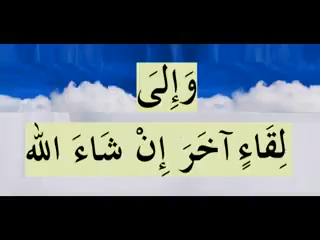 وَإِلَى
لِقَاءٍ آخَرَ إِنْ شَاءَ الله